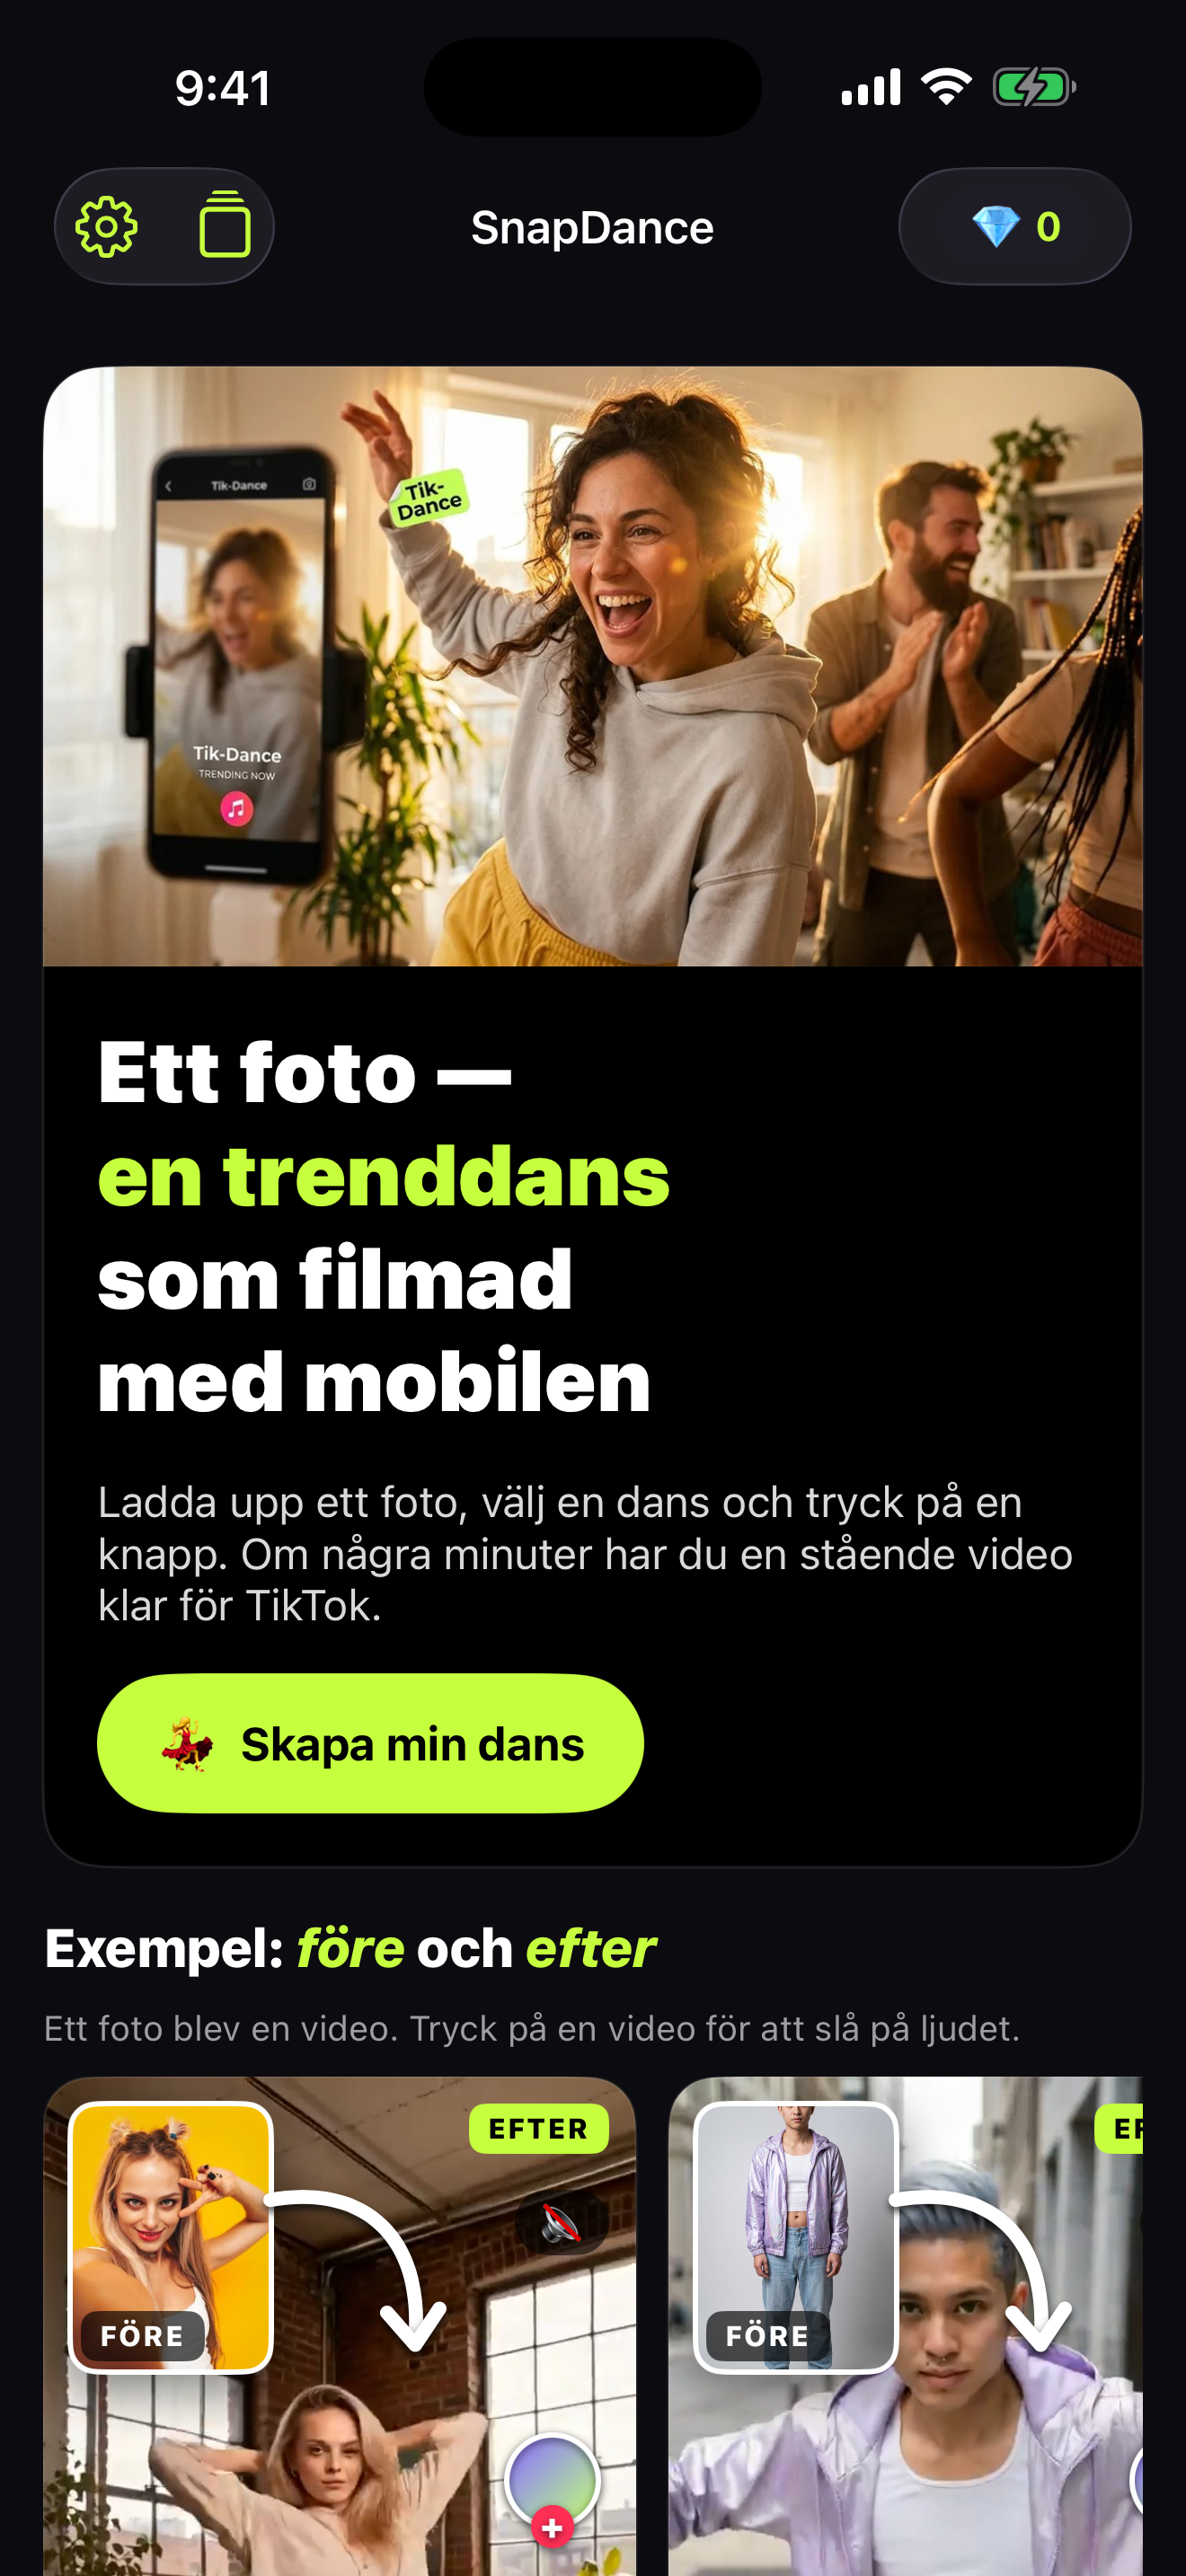 9:41
SnapDance
0
Tik-Dance
Tik-
Dance
Tik-Dance
TRENDING NOW
Ett foto —
en trenddans
som filmad
med mobilen
Ladda upp ett foto, välj en dans och tryck på en
knapp. Om några minuter har du en stående video
klar för TikTok.
Skapa min dans
Exempel: före och efter
Ett foto blev en video. Tryck på en video för att slå på ljudet.
EFTER
FÖRE
FÖRE